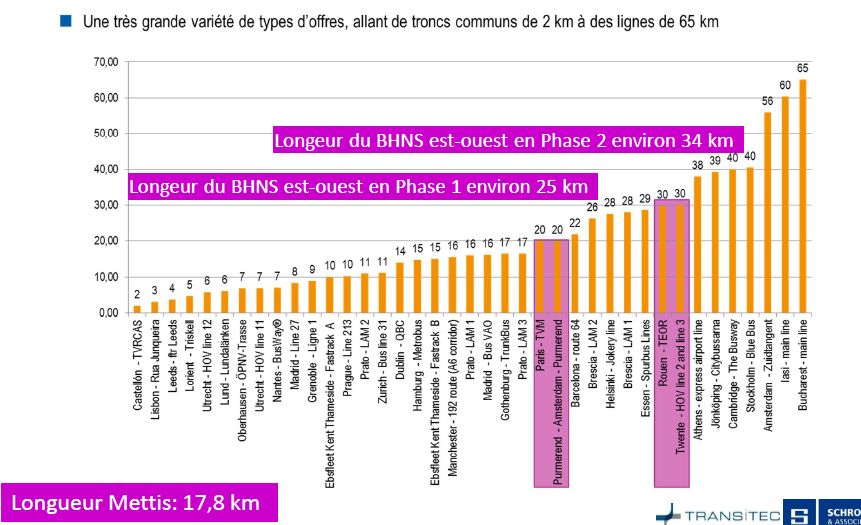 Une très grande variété de types d'offres, allant de troncs communs de 2 km à des lignes de 65 km
70,00
60,00
50,00
40,00
30,00
20,00
10,00
0,00
Longeur du BHNS est-ouest en Phase 2 environ 34 km
Longeur du BHNS est-ouest en Phase 1 environ 25 km
2
3
4
5
6
6
7
7
7
8
9
10
10
11
11
14
15
15
16
16
16
17
17
20
20
22
26
28
28
29
30
30
38
39
40
40
56
60
65
Castellon - TVRCAS
Lisbon - Rua Junqueira
Leeds - ftr Leeds
Lorient - Triskell
Utrecht - HOV line 12
Lund - Lundalänken
Oberhausen - OPNV-Trasse
Utrecht - HOV line 11
Nantes - BusWay®
Madrid - Line 27
Grenoble - Ligne 1
Ebsfleet Kent Thameside - Fastrack A
Prague - Line 213
Prato - LAM 2
Zurich - Bus line 31
Dublin - QBC
Hamburg - Metrobus
Ebsfleet Kent Thameside - Fastrack B
Manchester - 192 route (A6 corridor)
Prato - LAM 1
Madrid - Bus VAO
Gothenburg - TrunkBus
Prato - LAM 3
Paris - TVM
Purmerend - Amsterdam - Purmerend
Barcelona - route 64
Brescia - LAM 2
Helsinki - Jokery line
Brescia - LAM 1
Essen - Spurbus Lines
Rouen - TEOR
Twente - HOV line 2 and line 3
Athens - express airport line
Jönköping - Citybussarna
Cambridge - The Busway
Stockholm - Blue Bus
Amsterdam - Zuidtangent
Iasi - main line
Bucharest - main line
Longueur Mettis: 17,8 km
TRANSITEC
S
SCHRO
& ASSOCI